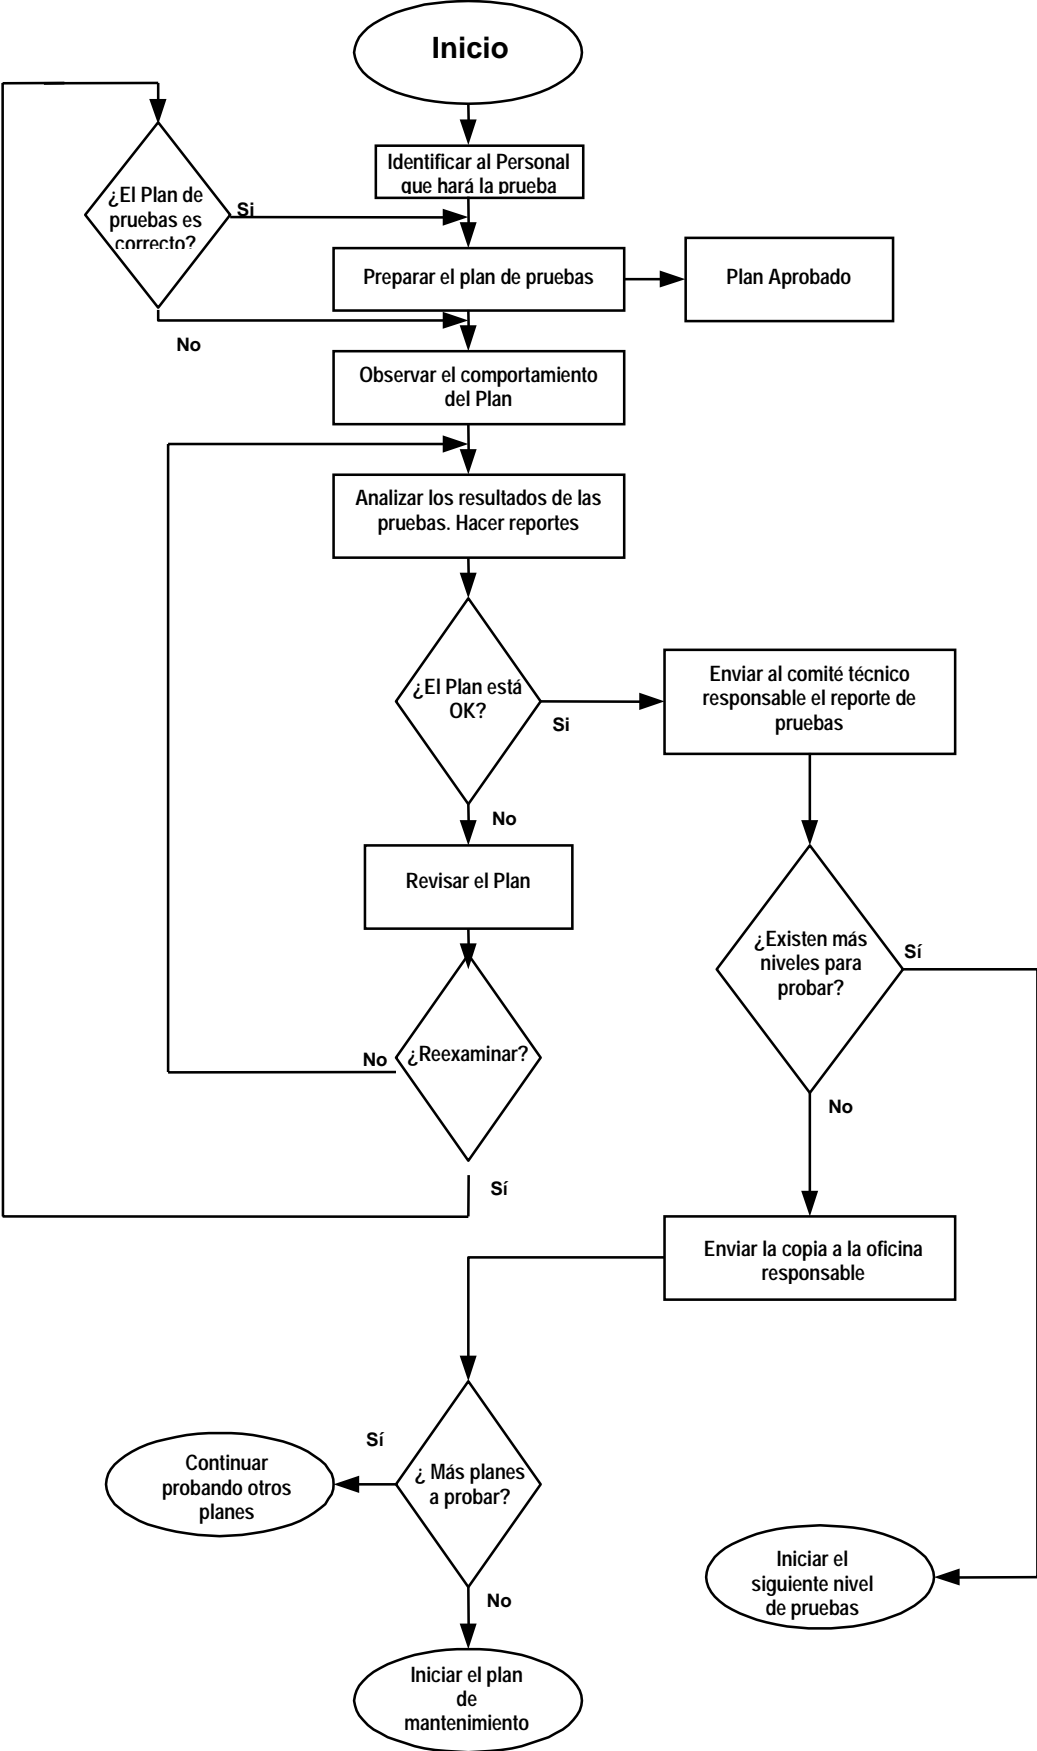 Inicio
Identificar al Personal
que hará la prueba
¿El Plan de
pruebas es
correcto?
Si
Preparar el plan de pruebas
Plan Aprobado
No
Observar el comportamiento
del Plan
Analizar los resultados de las
pruebas. Hacer reportes
¿El Plan está
OK?
Si
Enviar al comité técnico
responsable el reporte de
pruebas
No
Revisar el Plan
¿Existen más
niveles para
probar?
Sí
¿Reexaminar?
No
No
Sí
Enviar la copia a la oficina
responsable
¿ Más planes
a probar?
Sí
Continuar
probando otros
planes
No
Iniciar el
siguiente nivel
de pruebas
Iniciar el plan
de
mantenimiento